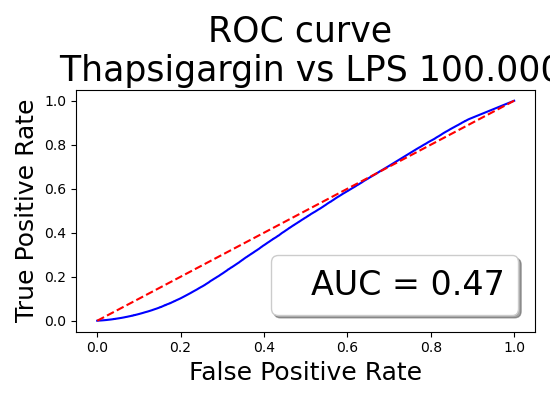 ROC curve
Thapsigargin vs LPS 100.000
True Positive Rate
1.0
0.8
0.6
0.4
0.2
0.0
AUC = 0.47
0.0 0.2 0.4 0.6 0.8 1.0
False Positive Rate